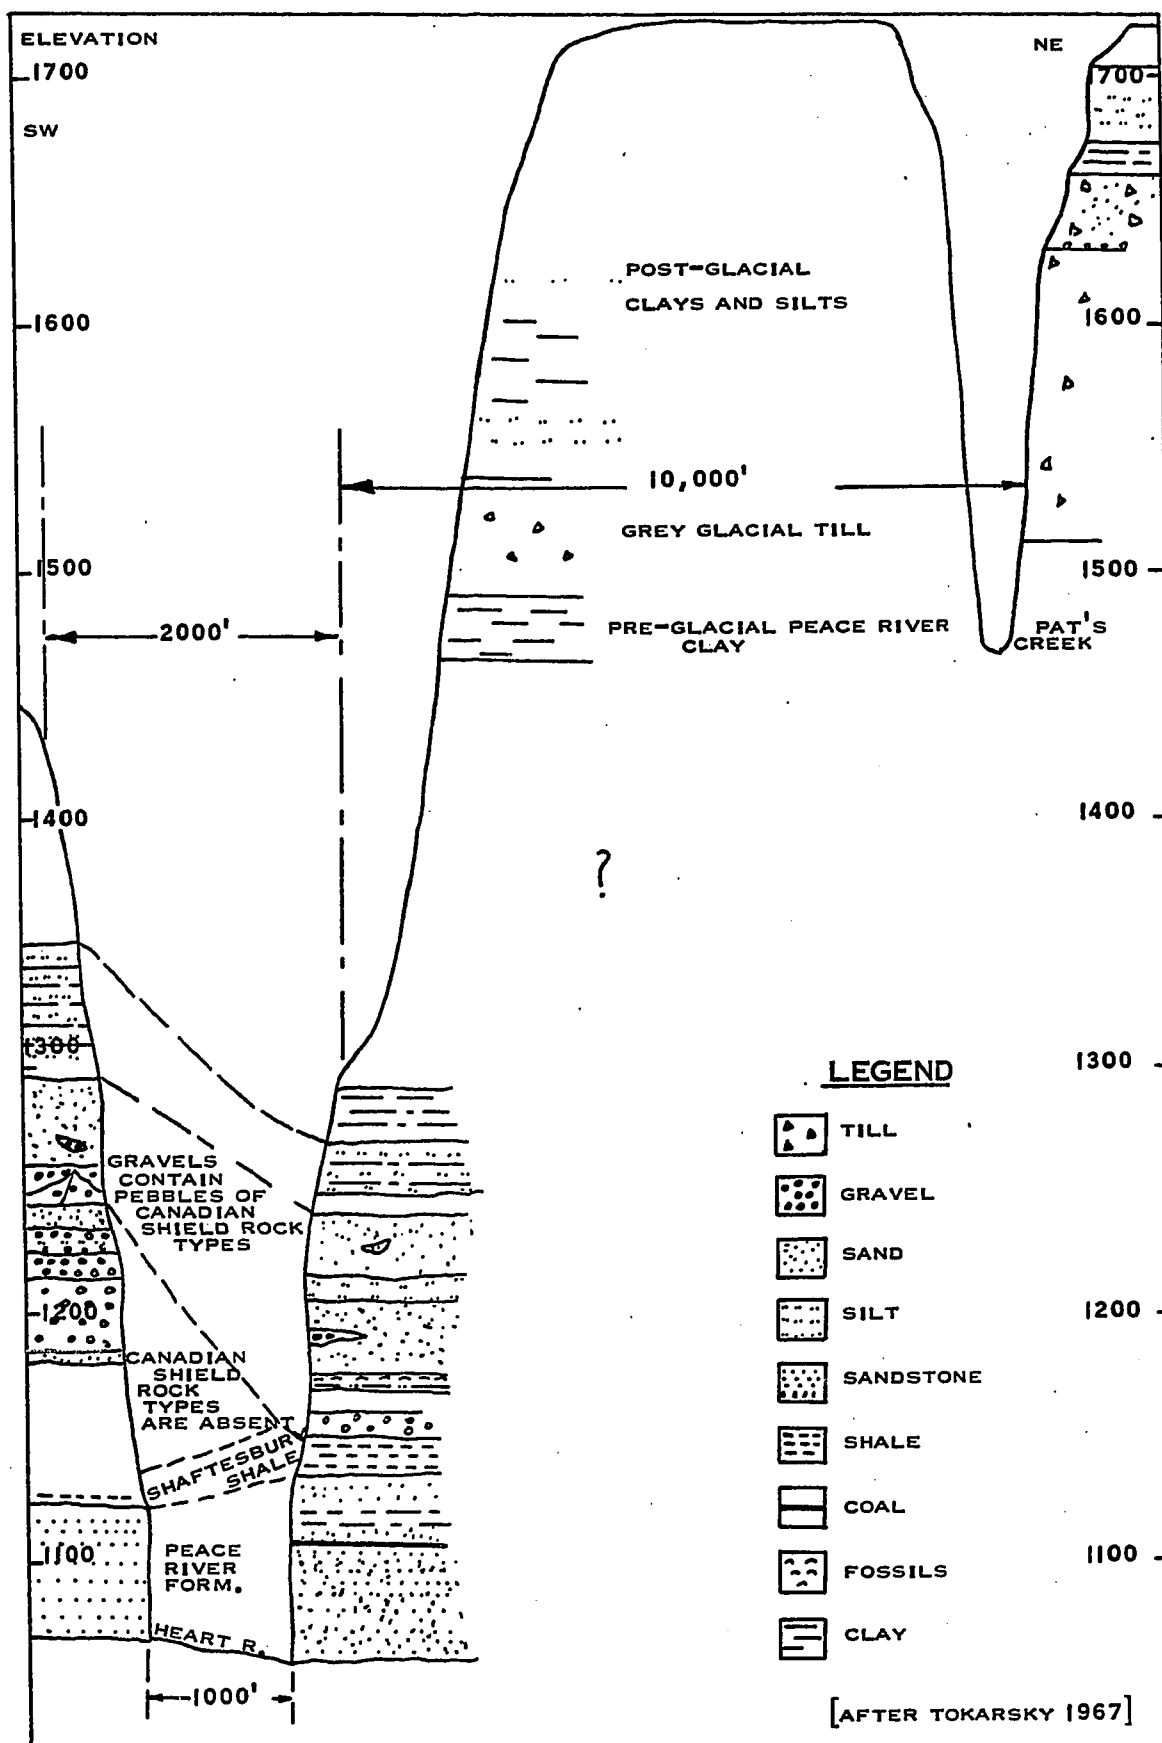 ELEVATION
NE
1700
700
SW
POST-GLACIAL
CLAYS AND SILTS
1600
1600
10,000'
GREY GLACIAL TILL
1500
1500
2000'
PRE-GLACIAL PEACE RIVER
CLAY
PAT'S
CREEK
1400
1400
?
1300
1300
LEGEND
TILL
GRAVEL
SAND
SILT
SANDSTONE
SHALE
COAL
FOSSILS
CLAY
GRAVELS
CONTAIN
PEBBLES OF
CANADIAN
SHIELD ROCK
TYPES
1200
1200
CANADIAN
SHIELD
ROCK
TYPES
ARE ABSENT
SHAFTESBURY
SHALE
1100
1100
PEACE
RIVER
FORM.
HEART R.
1000'
[AFTER TOKARSKY 1967]